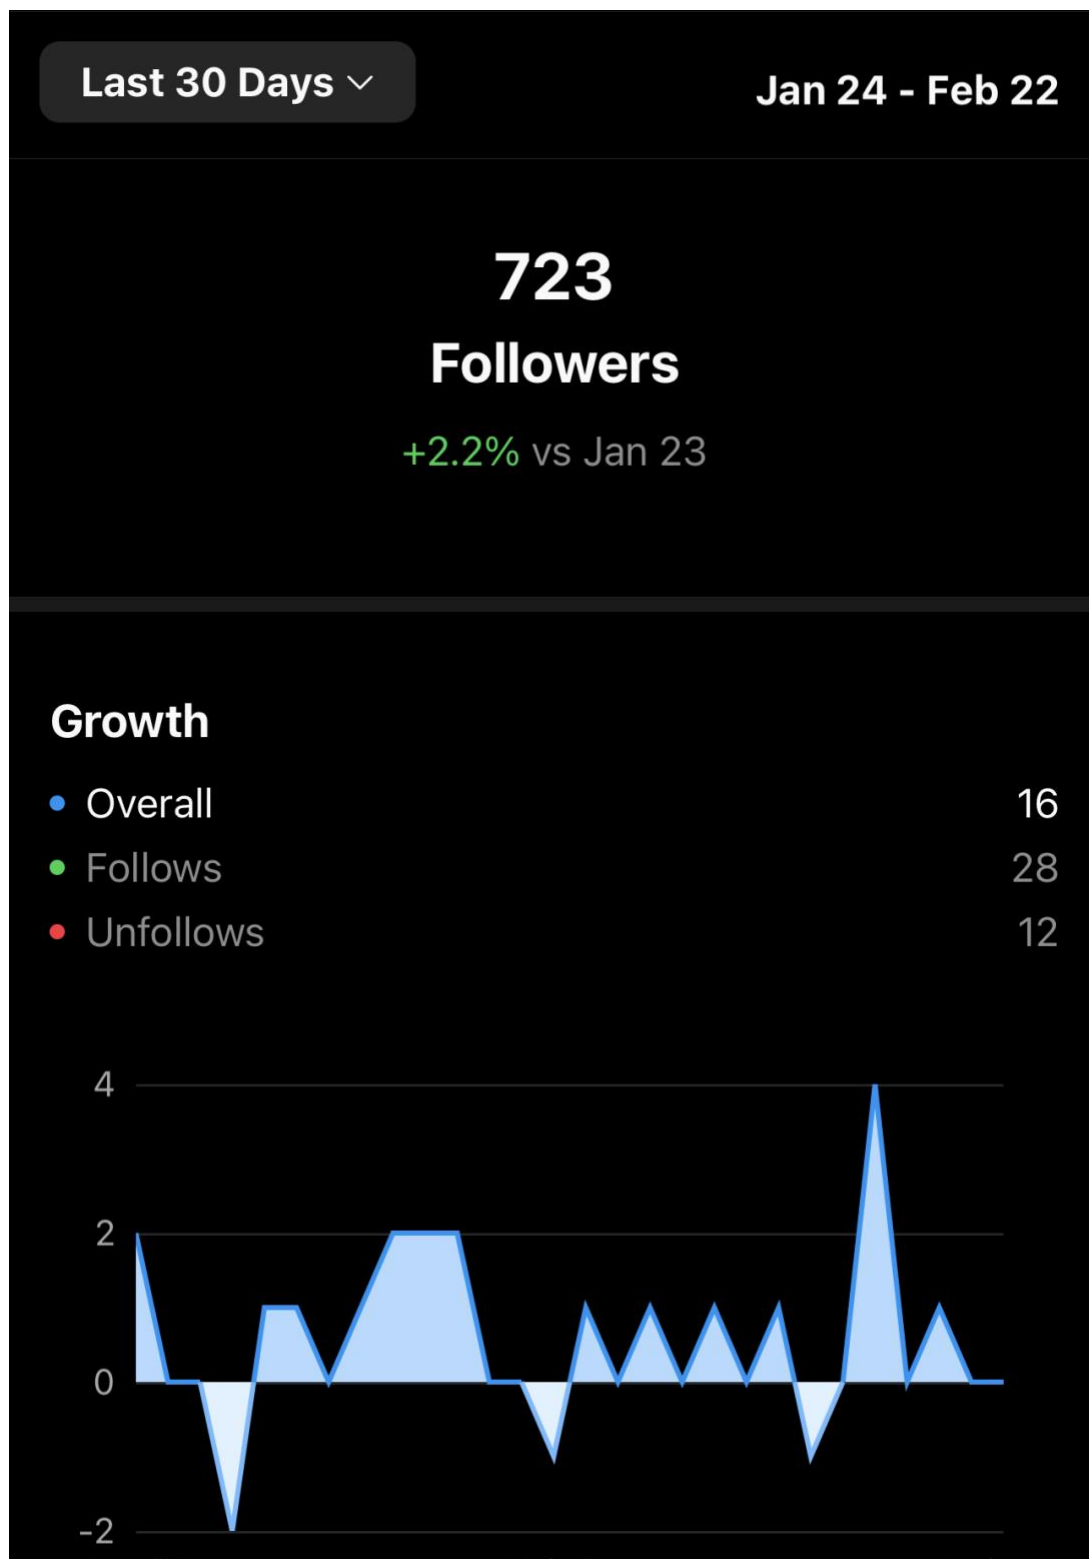 Last 30 Days
Jan 24 - Feb 22
723
Followers
+2.2% vs Jan 23
Growth
Overall 16
Follows 28
Unfollows 12
4
2
0
-2